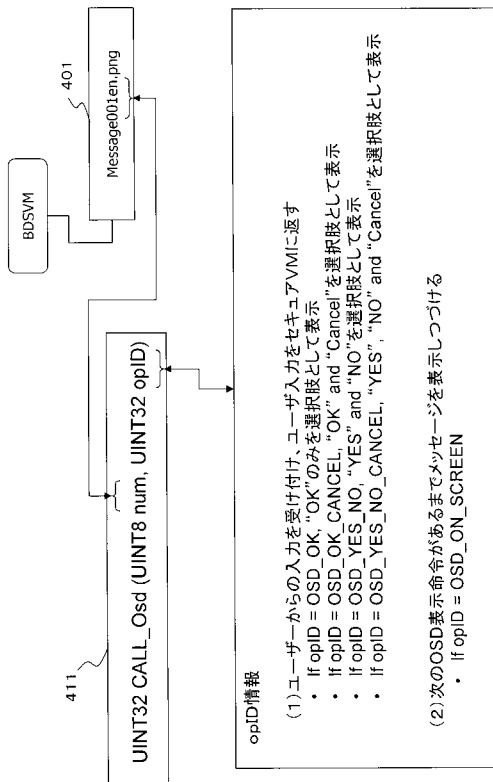 411
UINT32 CALL_Osd (UINT8 num, UINT32 opID)
BDSVM
401
Message001en.png
opID情報
(1)ユーザーからの入力を受け付け、ユーザ入力をセキュアVMに返す
• If opID = OSD_OK, “OK”のみを選択肢として表示
• If opID = OSD_OK_CANCEL, “OK” and “Cancel”を選択肢として表示
• If opID = OSD_YES_NO, “YES” and “NO”を選択肢として表示
• If opID = OSD_YES_NO_CANCEL, “YES”, “NO” and “Cancel”を選択肢として表示
(2)次のOSD表示命令があるまでメッセージを表示しつづける
• If opID = OSD_ON_SCREEN